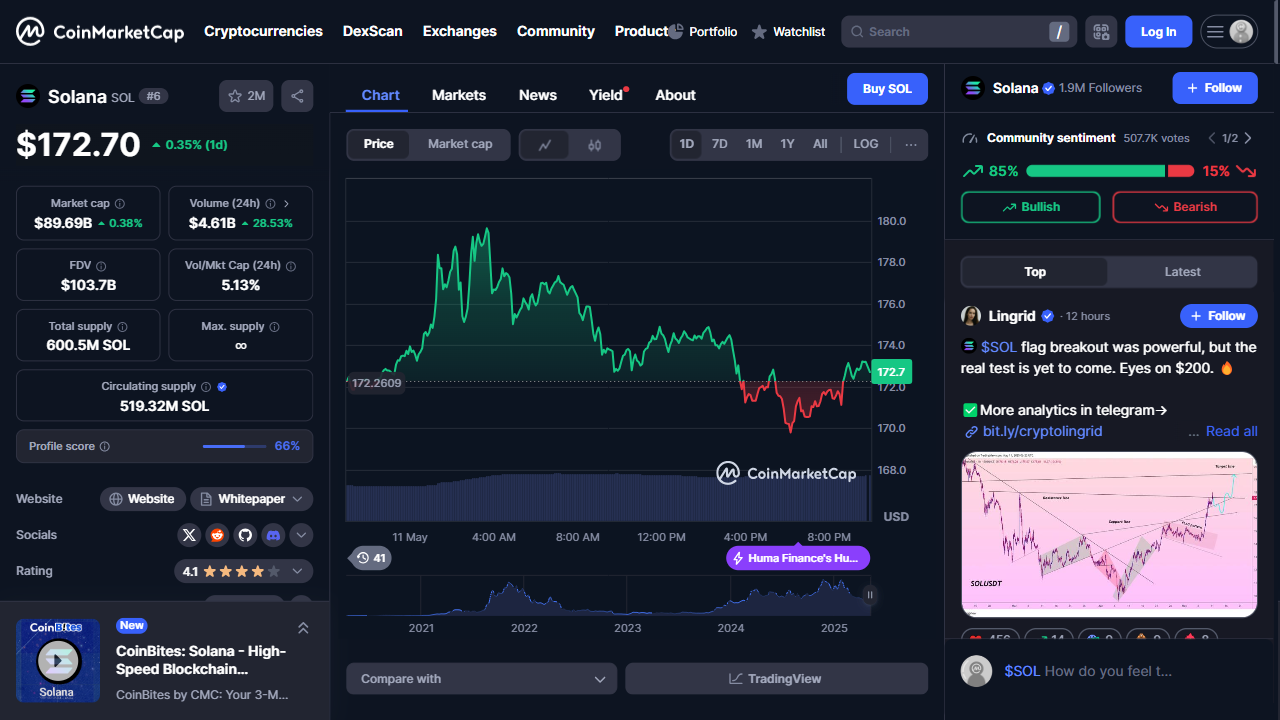 CoinMarketCap
Cryptocurrencies
DexScan
Exchanges
Community
Product
Portfolio
Watchlist
Search
/
Log In
Solana SOL #6
2M
$172.70
0.35% (1d)
Market cap
$89.69B 0.38%
Volume (24h)
$4.61B 28.53%
FDV
$103.7B
Vol/Mkt Cap (24h)
5.13%
Total supply
600.5M SOL
Max. supply
∞
Circulating supply
519.32M SOL
Profile score
66%
Website
Website
Whitepaper
Socials
Rating
4.1
CoinBites
Solana
New
CoinBites: Solana - High-
Speed Blockchain...
CoinBites by CMC: Your 3-M...
Chart
Markets
News
Yield
About
Buy SOL
Price
Market cap
1D
7D
1M
1Y
All
LOG
...
180.0
178.0
176.0
174.0
172.7
172.0
170.0
168.0
172.2609
CoinMarketCap
USD
11 May
4:00 AM
8:00 AM
12:00 PM
4:00 PM
8:00 PM
41
Huma Finance's Hu...
2021
2022
2023
2024
2025
Compare with
TradingView
Solana
1.9M Followers
+ Follow
Community sentiment
507.7K votes
1/2
85%
15%
Bullish
Bearish
Top
Latest
Lingrid
· 12 hours
+ Follow
$SOL flag breakout was powerful, but the
real test is yet to come. Eyes on $200. 🔥
✅More analytics in telegram→
bit.ly/cryptolingrid
... Read all
SOLUSDT
$SOL How do you feel t...